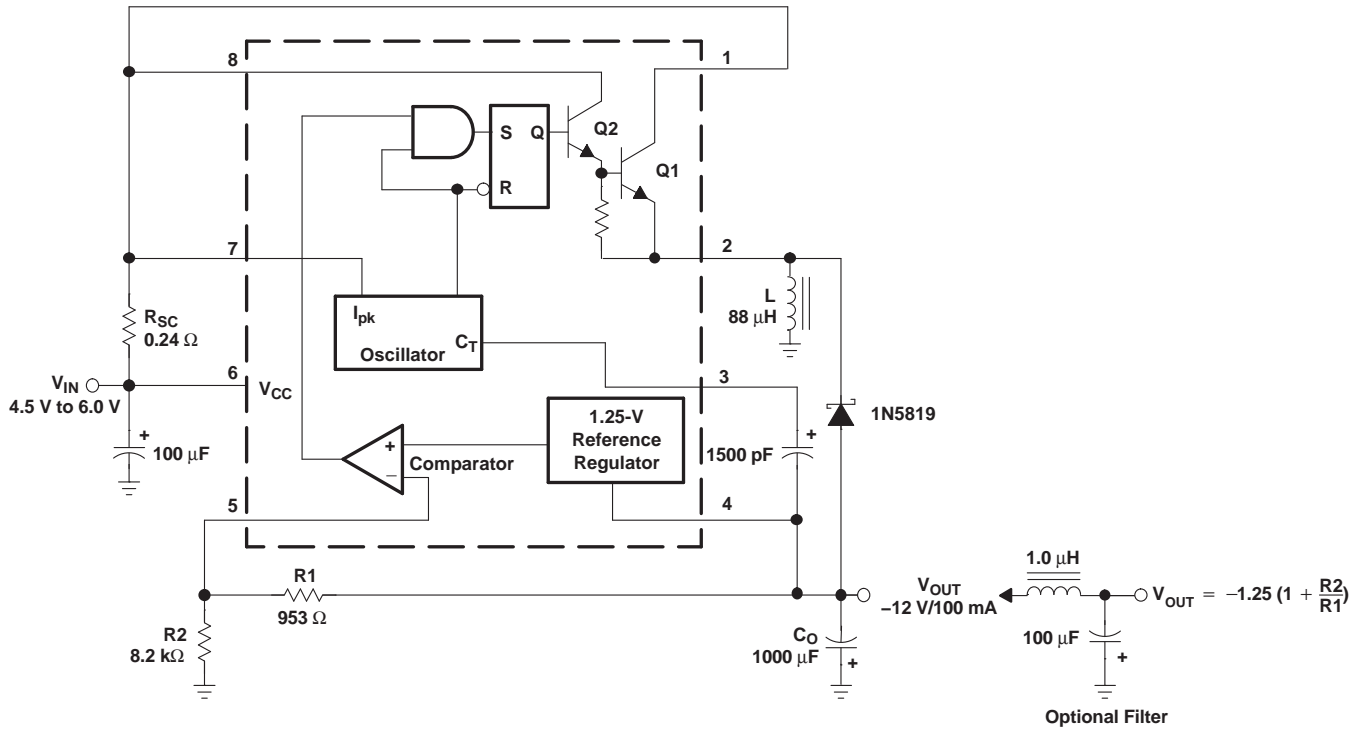 8
1
S
Q
Q2
R
Q1
7
2
L
88 μH
I_pk
C_T
Oscillator
R_SC
0.24 Ω
3
6
V_CC
V_IN
4.5 V to 6.0 V
1.25-V
Reference
Regulator
1N5819
+
100 μF
+
−
Comparator
+
1500 pF
5
4
R1
953 Ω
R2
8.2 kΩ
V_OUT
−12 V/100 mA
C_O
1000 μF
+
1.0 μH
V_OUT = −1.25 (1 + R2/R1)
100 μF
+
Optional Filter